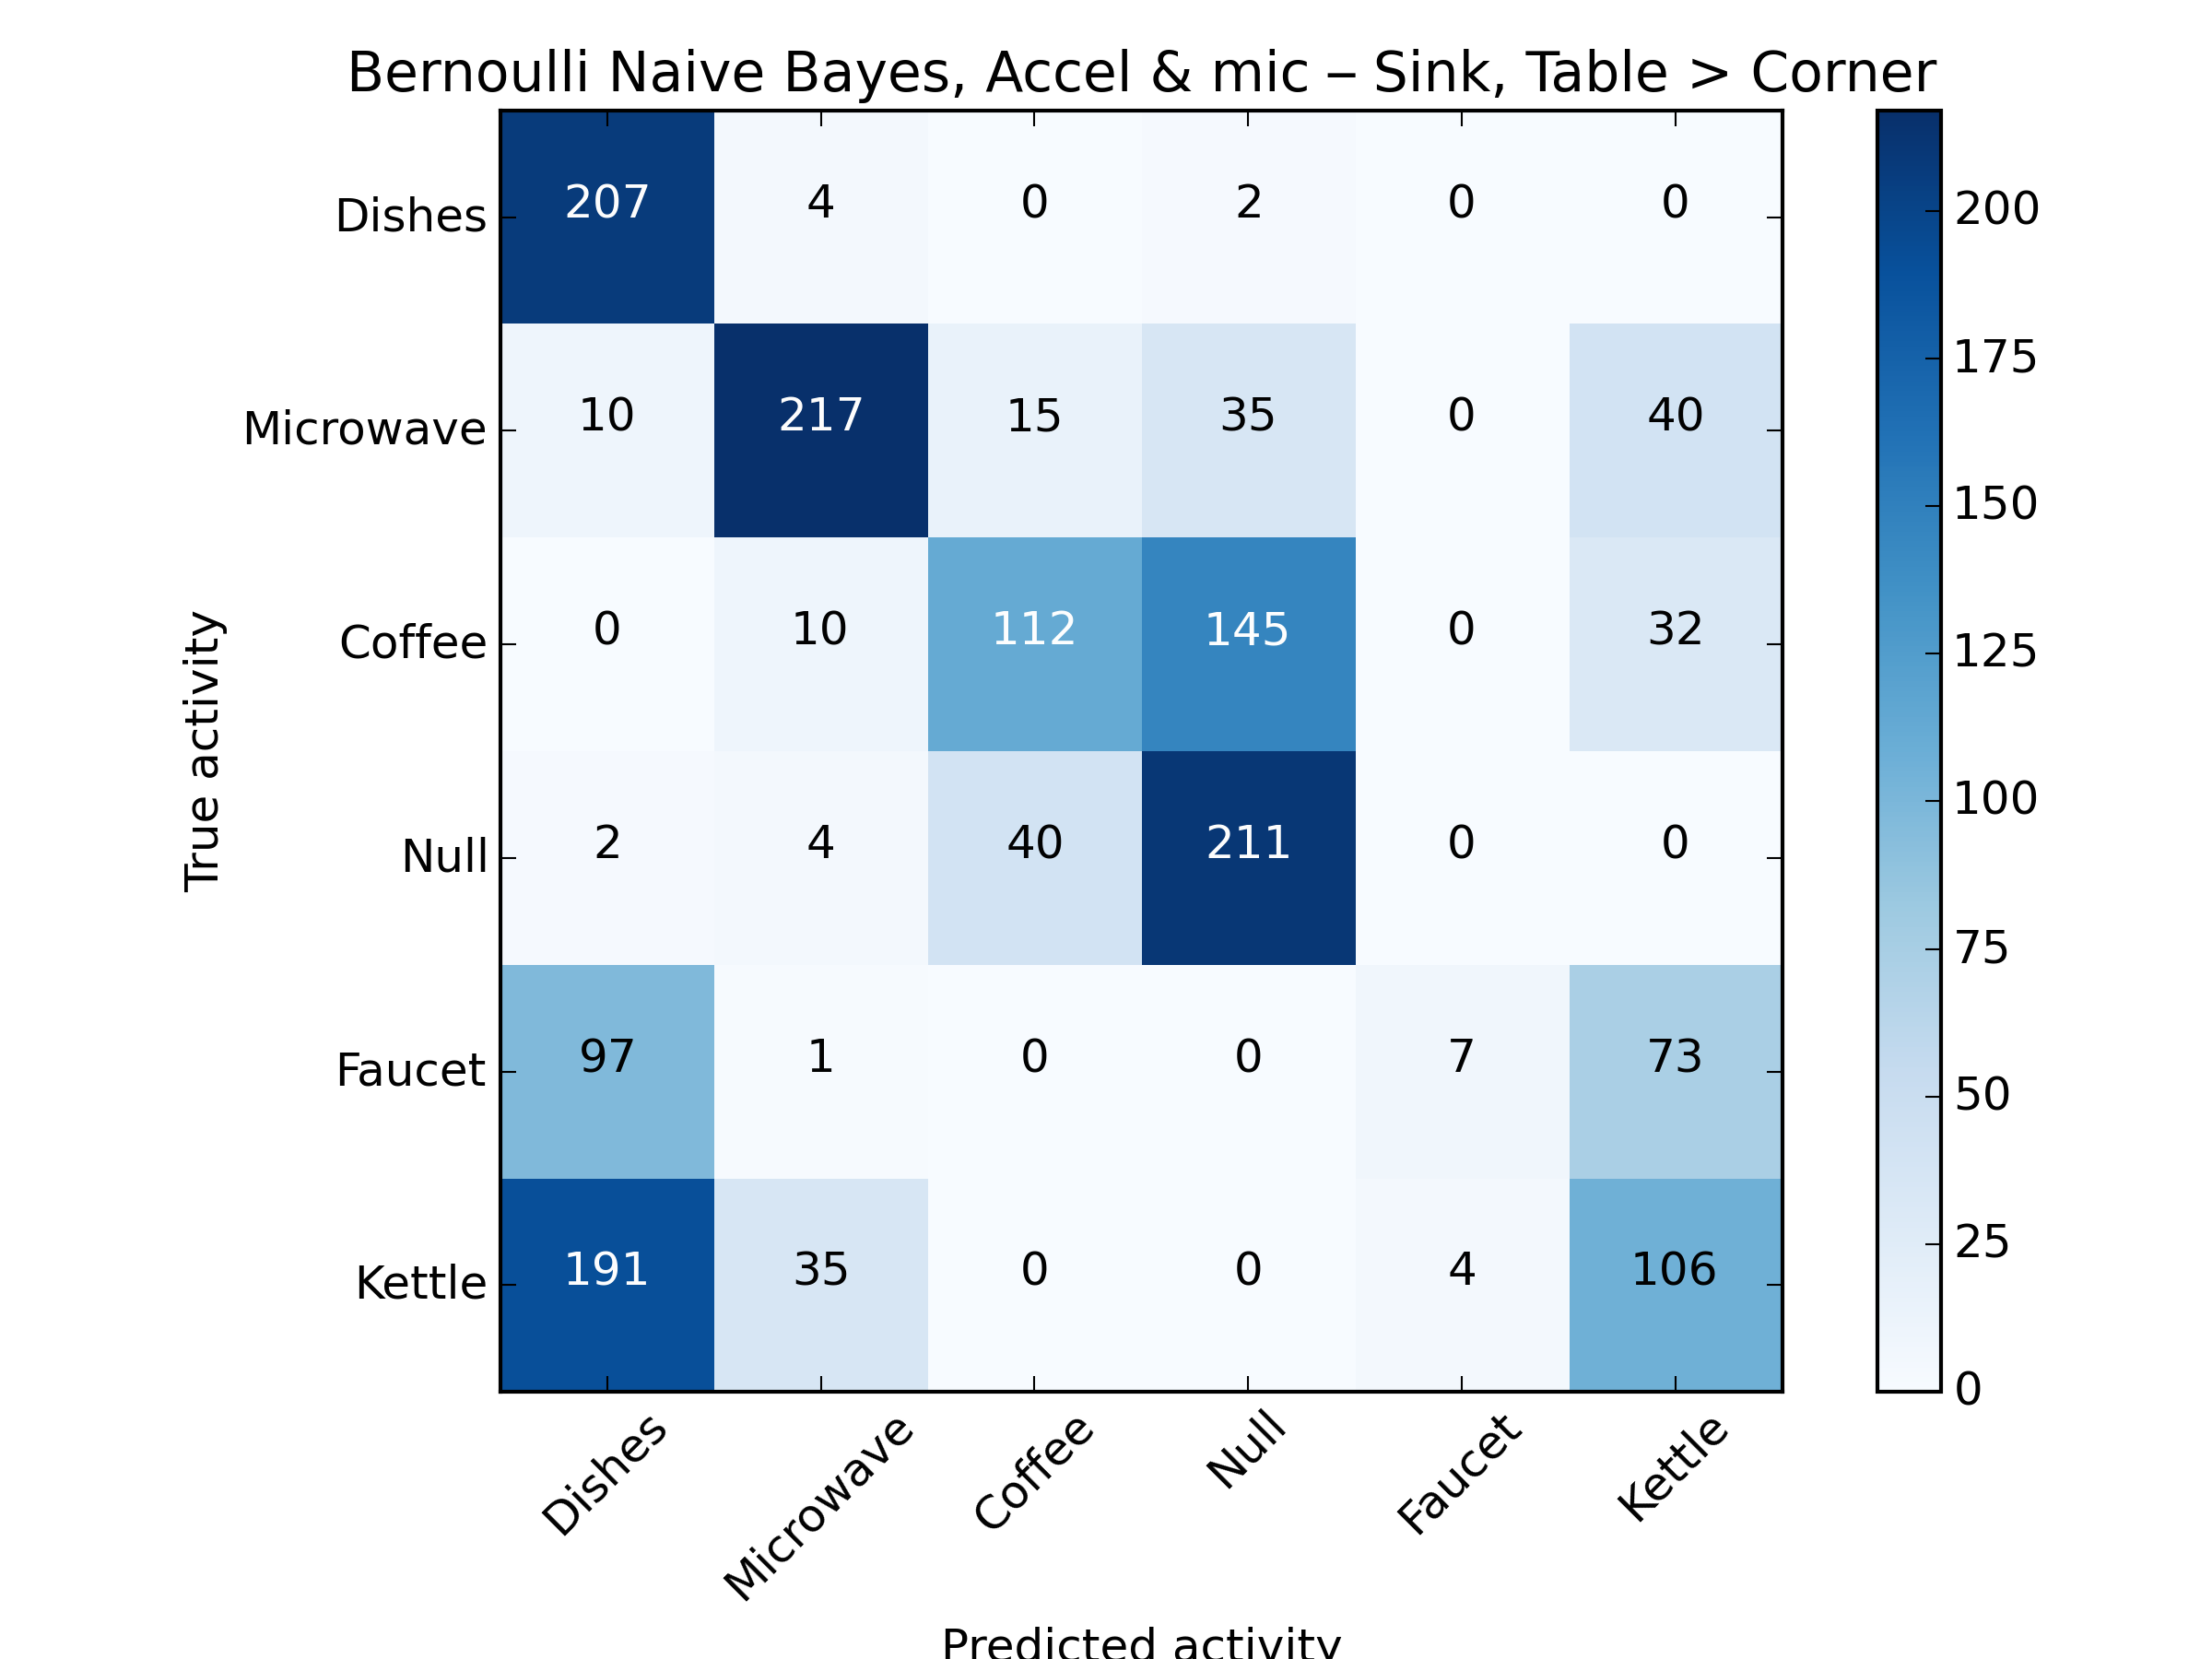 Bernoulli Naive Bayes, Accel & mic – Sink, Table > Corner
Dishes 207 4 0 2 0 0
Microwave 10 217 15 35 0 40
Coffee 0 10 112 145 0 32
Null 2 4 40 211 0 0
Faucet 97 1 0 0 7 73
Kettle 191 35 0 0 4 106
True activity
Dishes Microwave Coffee Null Faucet Kettle
Predicted activity
200
175
150
125
100
75
50
25
0